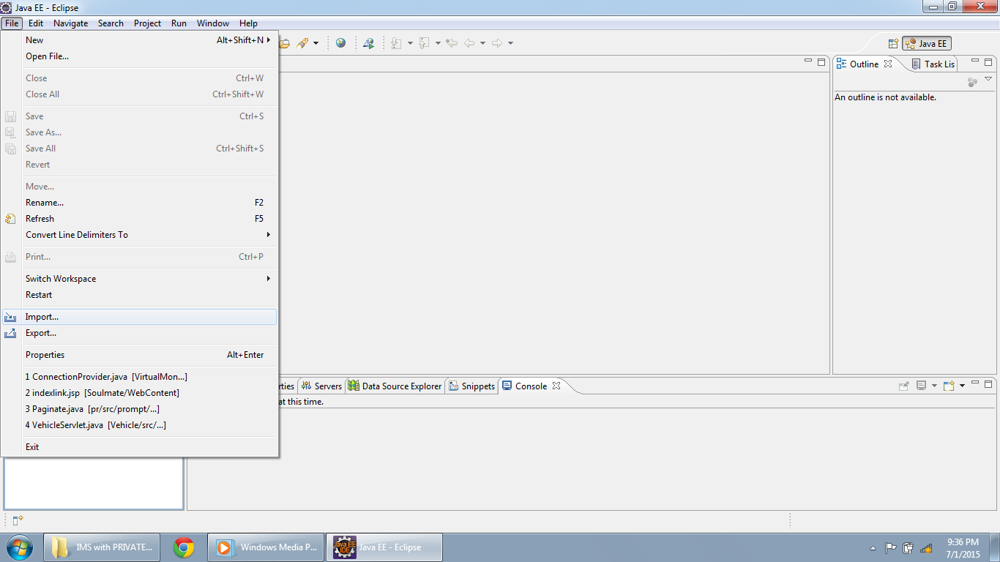 Java EE - Eclipse
File Edit Navigate Search Project Run Window Help
New Alt+Shift+N
Open File...
Close Ctrl+W
Close All Ctrl+Shift+W
Save Ctrl+S
Save As...
Save All Ctrl+Shift+S
Revert
Move...
Rename... F2
Refresh F5
Convert Line Delimiters To
Print... Ctrl+P
Switch Workspace
Restart
Import...
Export...
Properties Alt+Enter
1 ConnectionProvider.java [VirtualMon...]
2 indexlink.jsp [Soulmate/WebContent]
3 Paginate.java [pr/src/prompt/...]
4 VehicleServlet.java [Vehicle/src/...]
Exit
Java EE
Outline Task Lis
An outline is not available.
rties Servers Data Source Explorer Snippets Console
at this time.
IMS with PRIVATE... Windows Media P... Java EE IDE Java EE - Eclipse
9:36 PM
7/1/2015